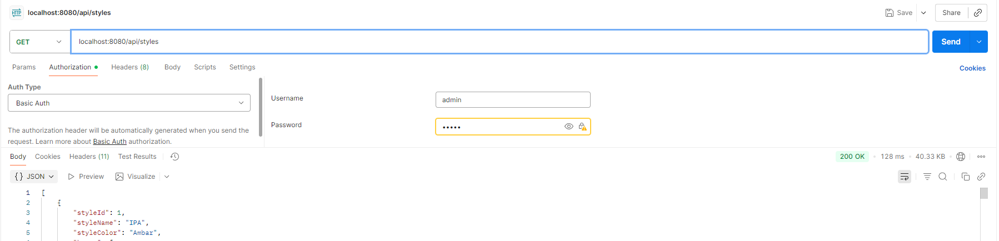 HTTP localhost:8080/api/styles Save Share
GET localhost:8080/api/styles Send
Params Authorization Headers (8) Body Scripts Settings Cookies
Auth Type
Basic Auth
Username admin
Password •••••
The authorization header will be automatically generated when you send the
request. Learn more about Basic Auth authorization.
Body Cookies Headers (11) Test Results 200 OK • 128 ms • 40.33 KB
{} JSON Preview Visualize
1 [
2 {
3 "styleId": 1,
4 "styleName": "IPA",
5 "styleColor": "Ambar",